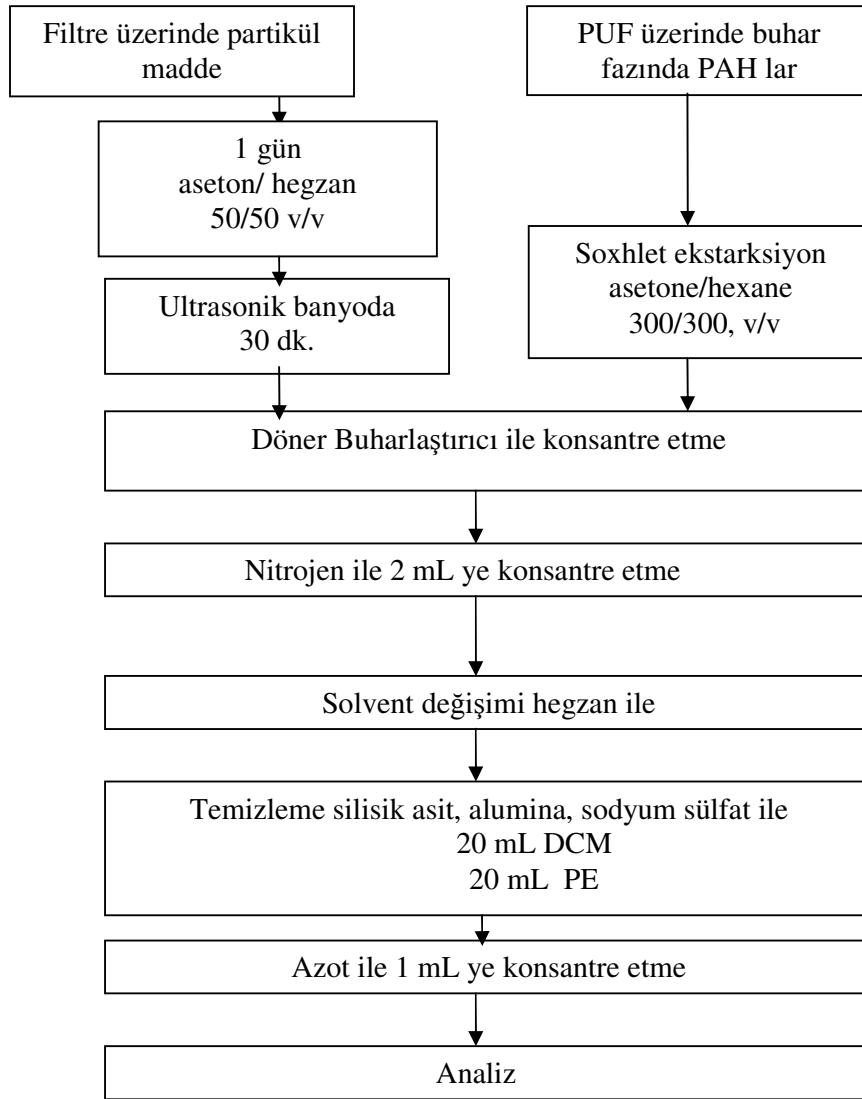 Filtre üzerinde partikül
madde
PUF üzerinde buhar
fazında PAH lar
1 gün
aseton/ hegzan
50/50 v/v
Ultrasonik banyoda
30 dk.
Soxhlet ekstarksiyon
asetone/hexane
300/300, v/v
Döner Buharlaştırıcı ile konsantre etme
Nitrojen ile 2 mL ye konsantre etme
Solvent değişimi hegzan ile
Temizleme silisik asit, alumina, sodyum sülfat ile
20 mL DCM
20 mL PE
Azot ile 1 mL ye konsantre etme
Analiz